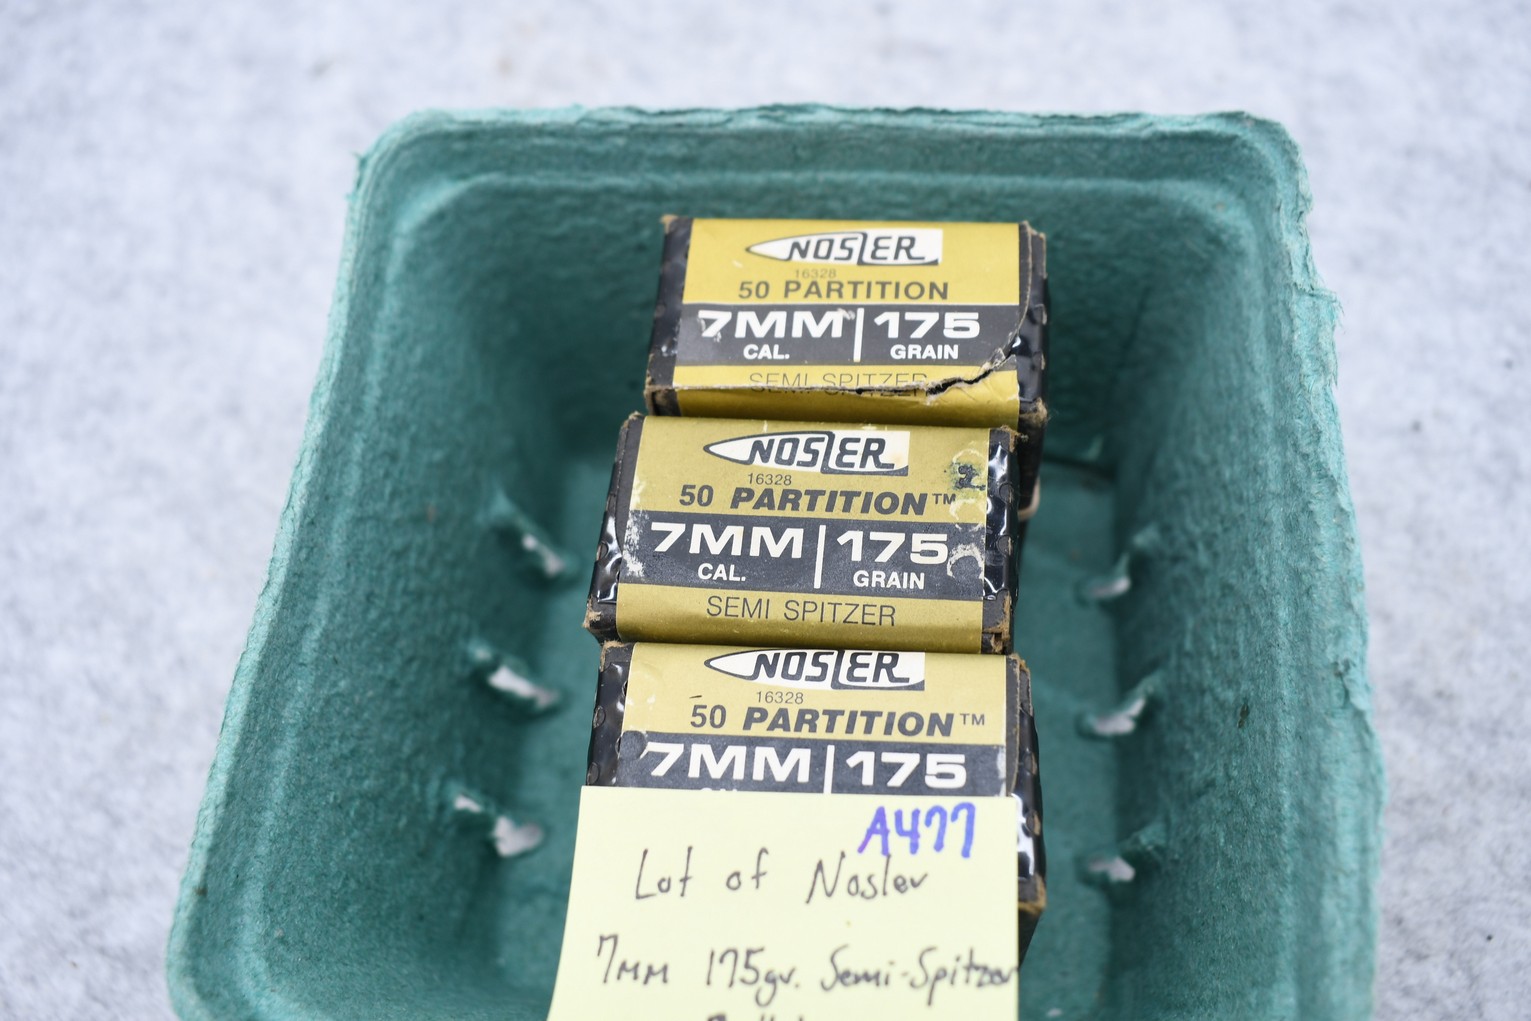 NOSLER
16328
50 PARTITION
7MM 175
CAL. GRAIN
SEMI SPITZER
NOSLER
16328
50 PARTITION™
7MM 175
CAL. GRAIN
SEMI SPITZER
NOSLER
16328
50 PARTITION™
7MM 175
A477
Lot of Nosler
7MM 175gr. Semi-Spitzer